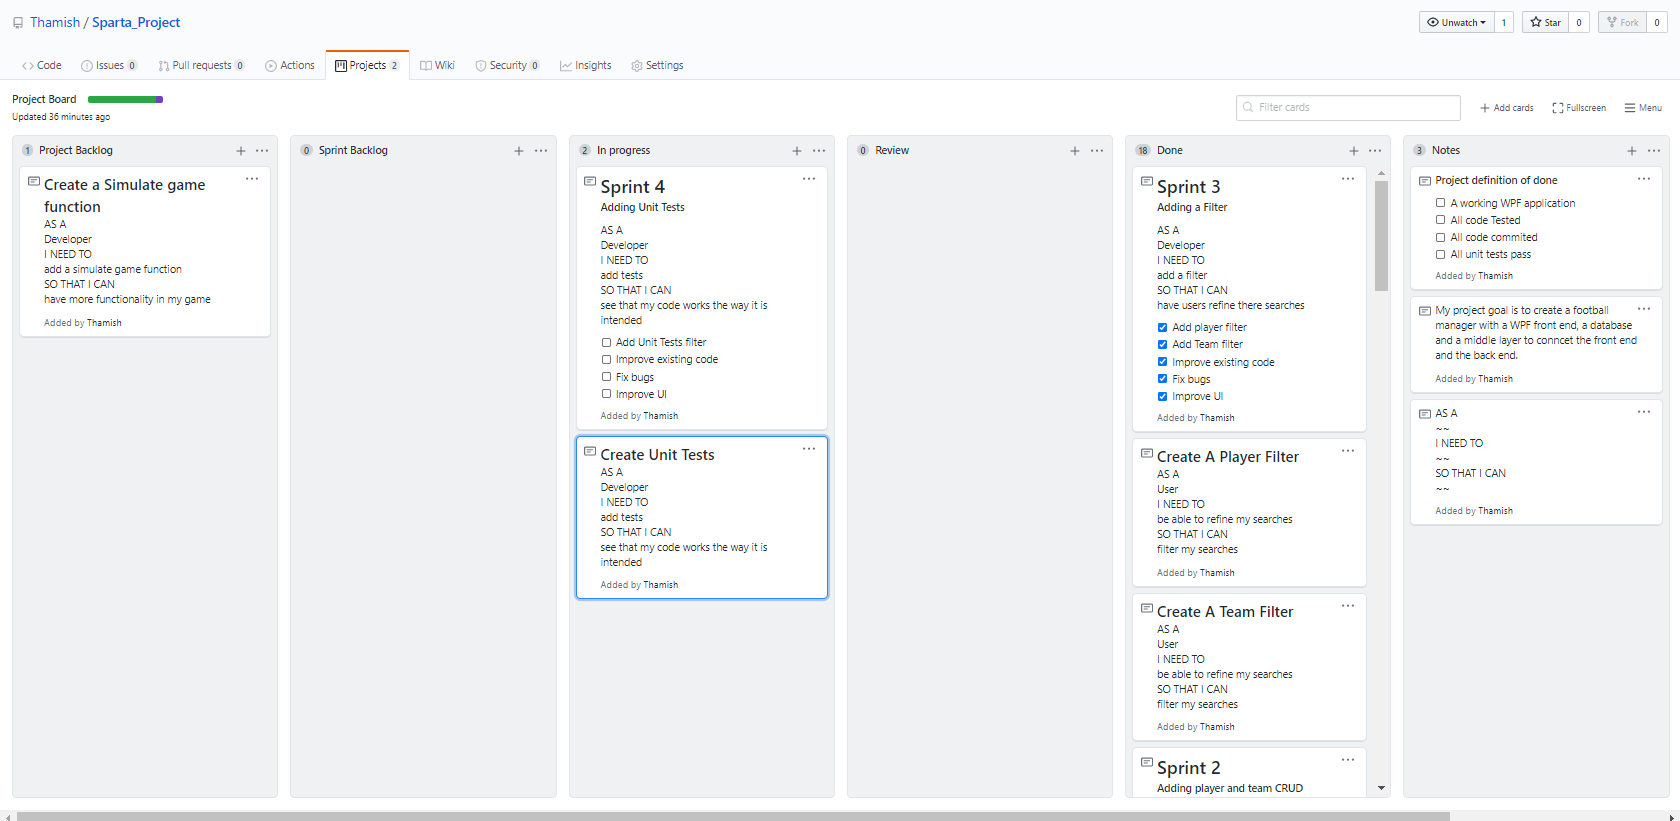 Thamish / Sparta_Project
Unwatch 1
Star 0
Fork 0
Code
Issues 0
Pull requests 0
Actions
Projects 2
Wiki
Security 0
Insights
Settings
Project Board
Updated 36 minutes ago
Filter cards
Add cards
Fullscreen
Menu
1 Project Backlog
Create a Simulate game
function
AS A
Developer
I NEED TO
add a simulate game function
SO THAT I CAN
have more functionality in my game
Added by Thamish
0 Sprint Backlog
2 In progress
Sprint 4
Adding Unit Tests
AS A
Developer
I NEED TO
add tests
SO THAT I CAN
see that my code works the way it is
intended
Add Unit Tests filter
Improve existing code
Fix bugs
Improve UI
Added by Thamish
Create Unit Tests
AS A
Developer
I NEED TO
add tests
SO THAT I CAN
see that my code works the way it is
intended
Added by Thamish
0 Review
18 Done
Sprint 3
Adding a Filter
AS A
Developer
I NEED TO
add a filter
SO THAT I CAN
have users refine there searches
Add player filter
Add Team filter
Improve existing code
Fix bugs
Improve UI
Added by Thamish
Create A Player Filter
AS A
User
I NEED TO
be able to refine my searches
SO THAT I CAN
filter my searches
Added by Thamish
Create A Team Filter
AS A
User
I NEED TO
be able to refine my searches
SO THAT I CAN
filter my searches
Added by Thamish
Sprint 2
Adding player and team CRUD
3 Notes
Project definition of done
A working WPF application
All code Tested
All code commited
All unit tests pass
Added by Thamish
My project goal is to create a football
manager with a WPF front end, a database
and a middle layer to conncet the front end
and the back end.
Added by Thamish
AS A
~~
I NEED TO
~~
SO THAT I CAN
~~
Added by Thamish